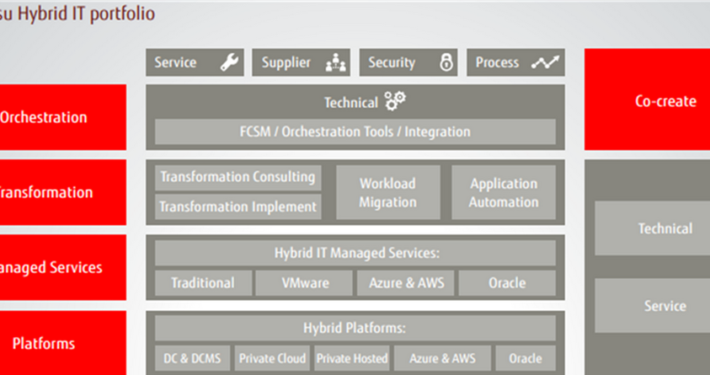 su Hybrid IT portfolio
Service Supplier Security Process
Orchestration
Technical
FCSM / Orchestration Tools / Integration
Co-create
ransformation
Transformation Consulting
Transformation Implement
Workload
Migration
Application
Automation
Technical
anaged Services
Hybrid IT Managed Services:
Traditional VMware Azure & AWS Oracle
Service
Platforms
Hybrid Platforms:
DC & DCMS Private Cloud Private Hosted Azure & AWS Oracle